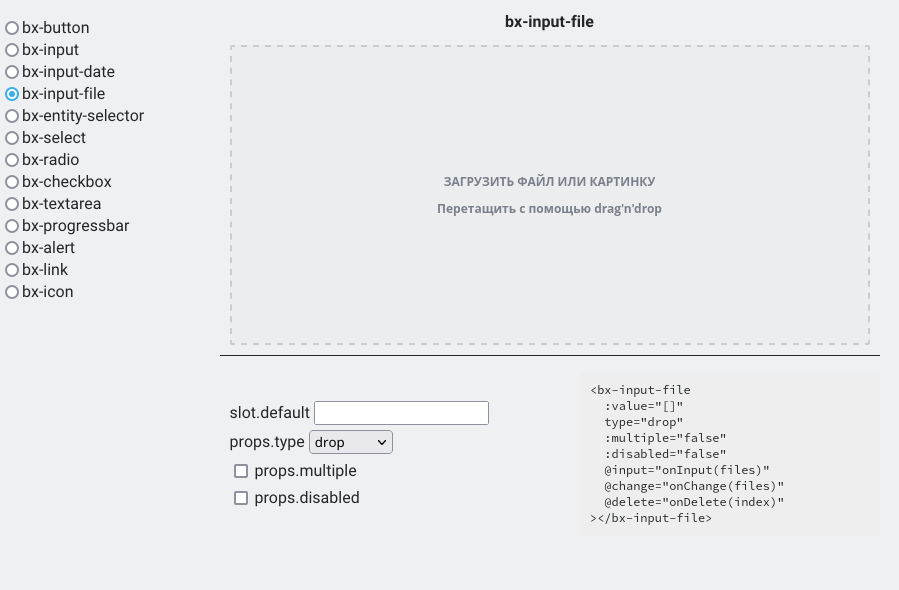 bx-button
bx-input
bx-input-date
bx-input-file
bx-entity-selector
bx-select
bx-radio
bx-checkbox
bx-textarea
bx-progressbar
bx-alert
bx-link
bx-icon
bx-input-file
ЗАГРУЗИТЬ ФАЙЛ ИЛИ КАРТИНКУ
Перетащить с помощью drag'n'drop
slot.default
props.type drop
props.multiple
props.disabled
<bx-input-file
  :value="[]"
  type="drop"
  :multiple="false"
  :disabled="false"
  @input="onInput(files)"
  @change="onChange(files)"
  @delete="onDelete(index)"
></bx-input-file>